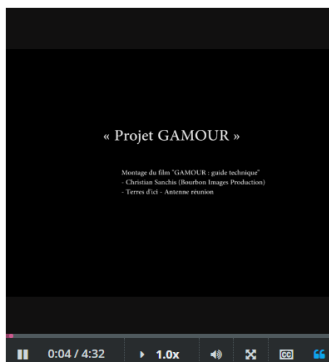 « Projet GAMOUR »
Montage du film "GAMOUR : guide technique"
- Christian Sanchis (Bourbon Images Production)
- Terres d'ici - Antenne réunion
0:04 / 4:32 1.0x CC